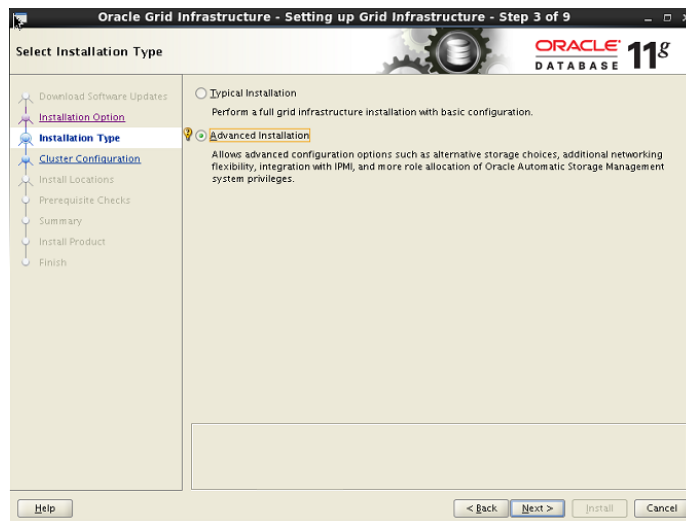 Oracle Grid Infrastructure - Setting up Grid Infrastructure - Step 3 of 9
Select Installation Type
ORACLE
DATABASE
11g
Download Software Updates
Installation Option
Installation Type
Cluster Configuration
Install Locations
Prerequisite Checks
Summary
Install Product
Finish
Typical Installation
Perform a full grid infrastructure installation with basic configuration.
Advanced Installation
Allows advanced configuration options such as alternative storage choices, additional networking
flexibility, integration with IPMI, and more role allocation of Oracle Automatic Storage Management
system privileges.
Help
< Back
Next >
Install
Cancel